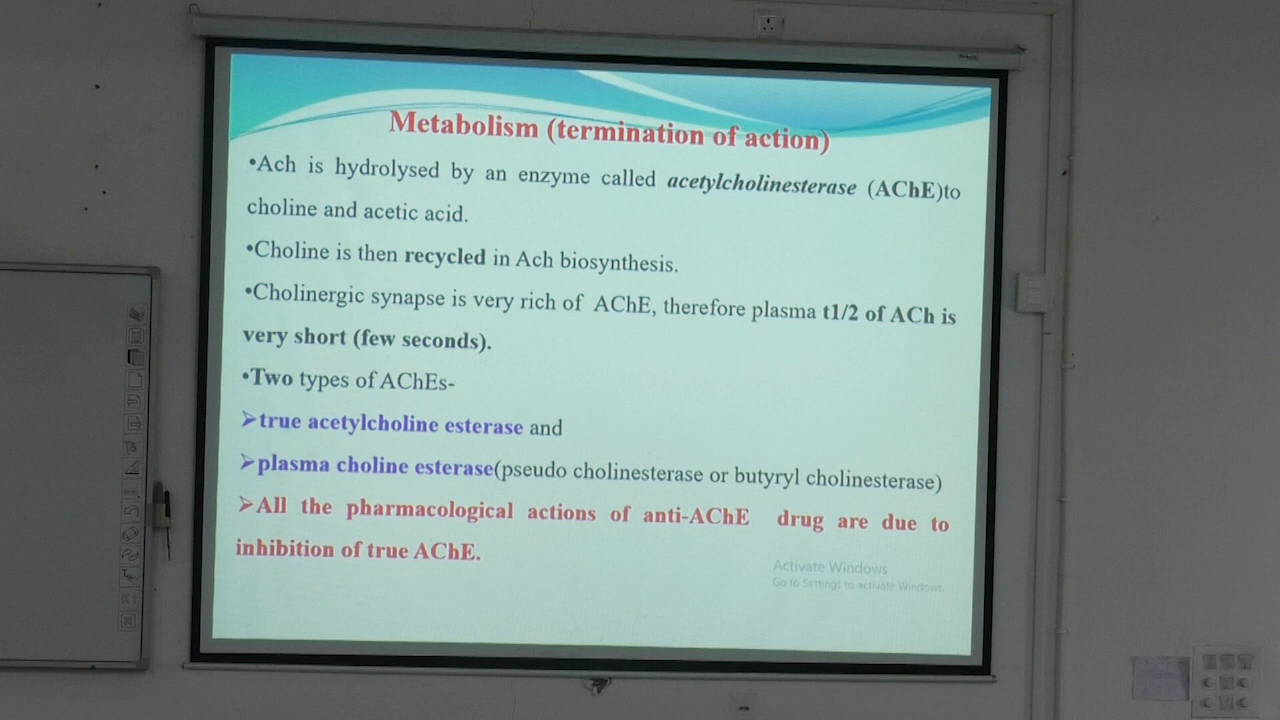 Metabolism (termination of action)
•Ach is hydrolysed by an enzyme called acetylcholinesterase (AChE)to
choline and acetic acid.
•Choline is then recycled in Ach biosynthesis.
•Cholinergic synapse is very rich of AChE, therefore plasma t1/2 of ACh is
very short (few seconds).
•Two types of AChEs-
➢true acetylcholine esterase and
➢plasma choline esterase(pseudo cholinesterase or butyryl cholinesterase)
➢All the pharmacological actions of anti-AChE drug are due to
inhibition of true AChE.
Activate Windows
Go to Settings to activate Windows.